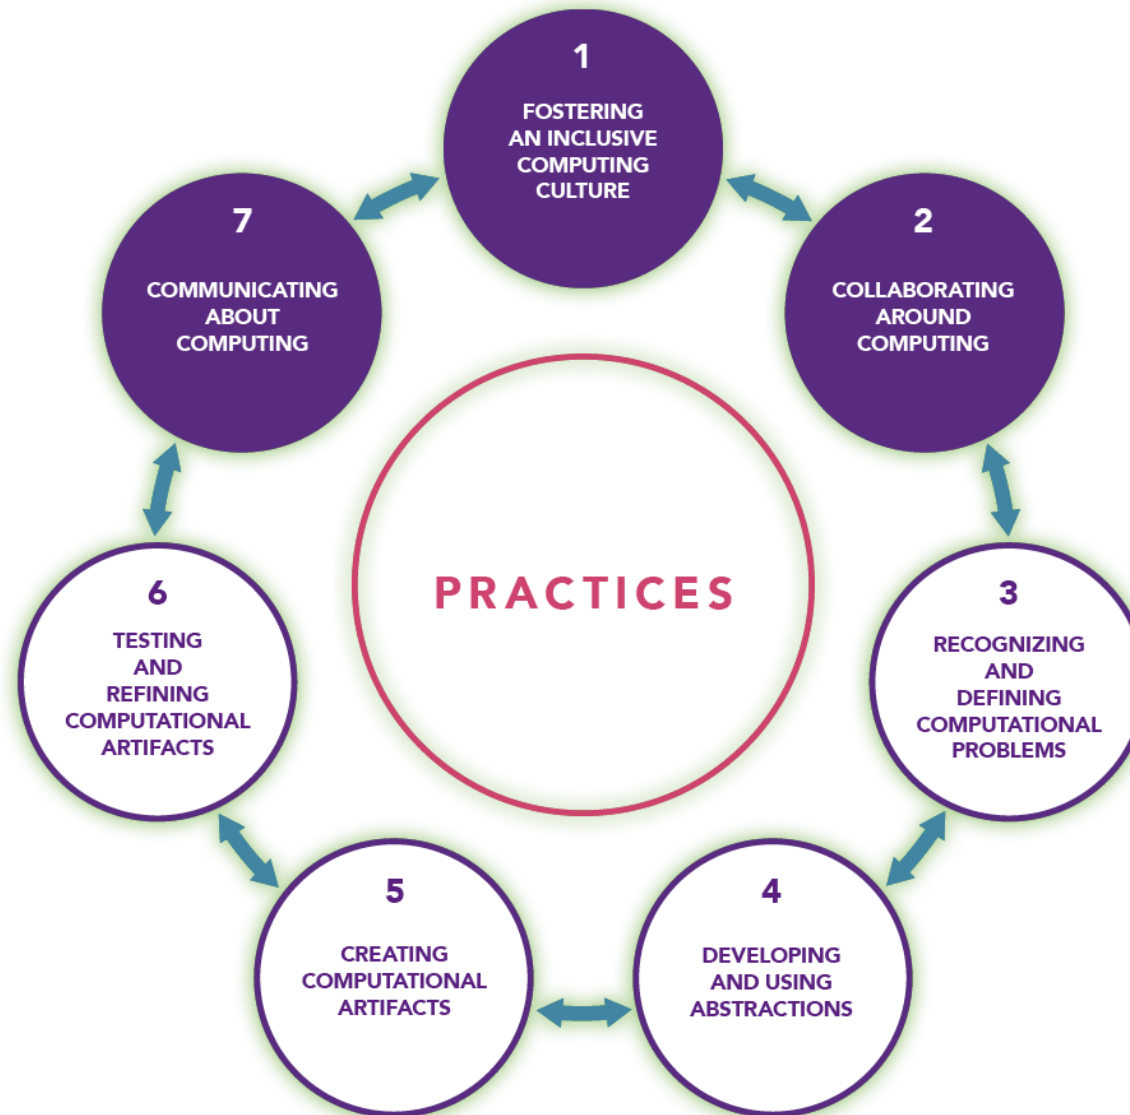 1
FOSTERING
AN INCLUSIVE
COMPUTING
CULTURE
2
COLLABORATING
AROUND
COMPUTING
3
RECOGNIZING
AND
DEFINING
COMPUTATIONAL
PROBLEMS
4
DEVELOPING
AND USING
ABSTRACTIONS
5
CREATING
COMPUTATIONAL
ARTIFACTS
6
TESTING
AND
REFINING
COMPUTATIONAL
ARTIFACTS
7
COMMUNICATING
ABOUT
COMPUTING
PRACTICES